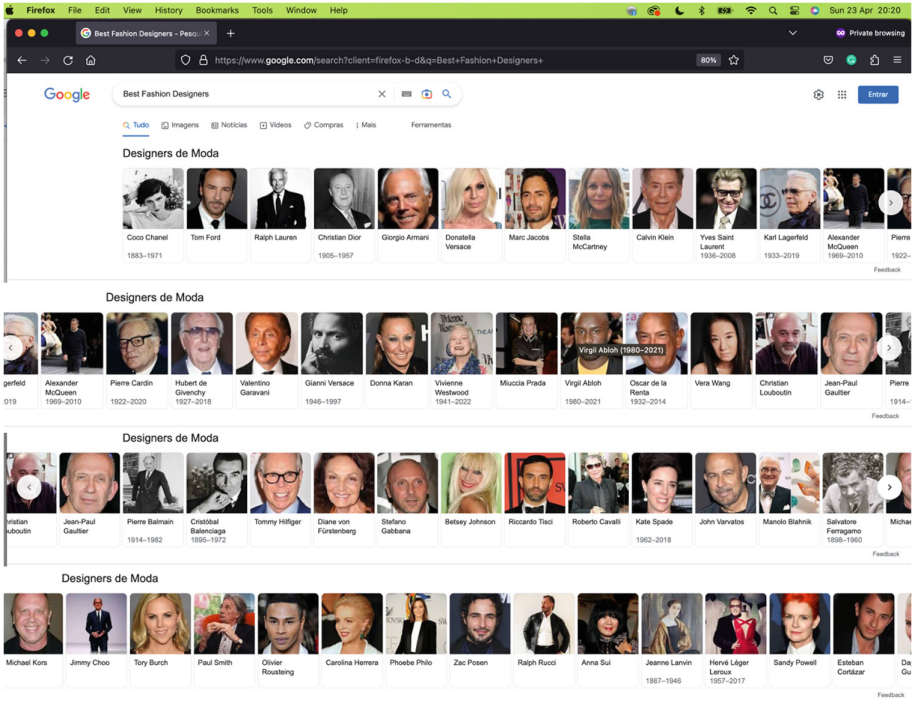 Firefox File Edit View History Bookmarks Tools Window Help Sun 23 Apr 20:20
Best Fashion Designers – Pesqu × + Private browsing
https://www.google.com/search?client=firefox-b-d&q=Best+Fashion+Designers+ 80%
Google Best Fashion Designers Entrar
Tudo Imagens Notícias Vídeos Compras Mais Ferramentas
Designers de Moda
Coco Chanel Tom Ford Ralph Lauren Christian Dior Giorgio Armani Donatella Marc Jacobs Stella Calvin Klein Yves Saint Karl Lagerfeld Alexander Pierre
Versace McCartney Laurent McQueen
1883–1971 1905–1957 1936–2008 1933–2019 1969–2010 1922–
Feedback
Designers de Moda
Virgil Abloh (1980–2021)
gerfeld Alexander Pierre Cardin Hubert de Valentino Gianni Versace Donna Karan Vivienne Miuccia Prada Virgil Abloh Oscar de la Vera Wang Christian Jean-Paul Pierre
McQueen Givenchy Garavani Westwood Renta Louboutin Gaultier
019 1969–2010 1922–2020 1927–2018 1946–1997 1941–2022 1980–2021 1932–2014 1914–
Feedback
Designers de Moda
ristian Jean-Paul Pierre Balmain Cristóbal Tommy Hilfiger Diane von Stefano Betsey Johnson Riccardo Tisci Roberto Cavalli Kate Spade John Varvatos Manolo Blahnik Salvatore Michae
uboutin Gaultier Balenciaga Fürstenberg Gabbana Ferragamo
1914–1982 1895–1972 1962–2018 1898–1960
Feedback
Designers de Moda
Michael Kors Jimmy Choo Tory Burch Paul Smith Olivier Carolina Herrera Phoebe Philo Zac Posen Ralph Rucci Anna Sui Jeanne Lanvin Hervé Léger Sandy Powell Esteban Da
Rousteing Leroux Cortázar Gu
1867–1946 1957–2017
Feedback